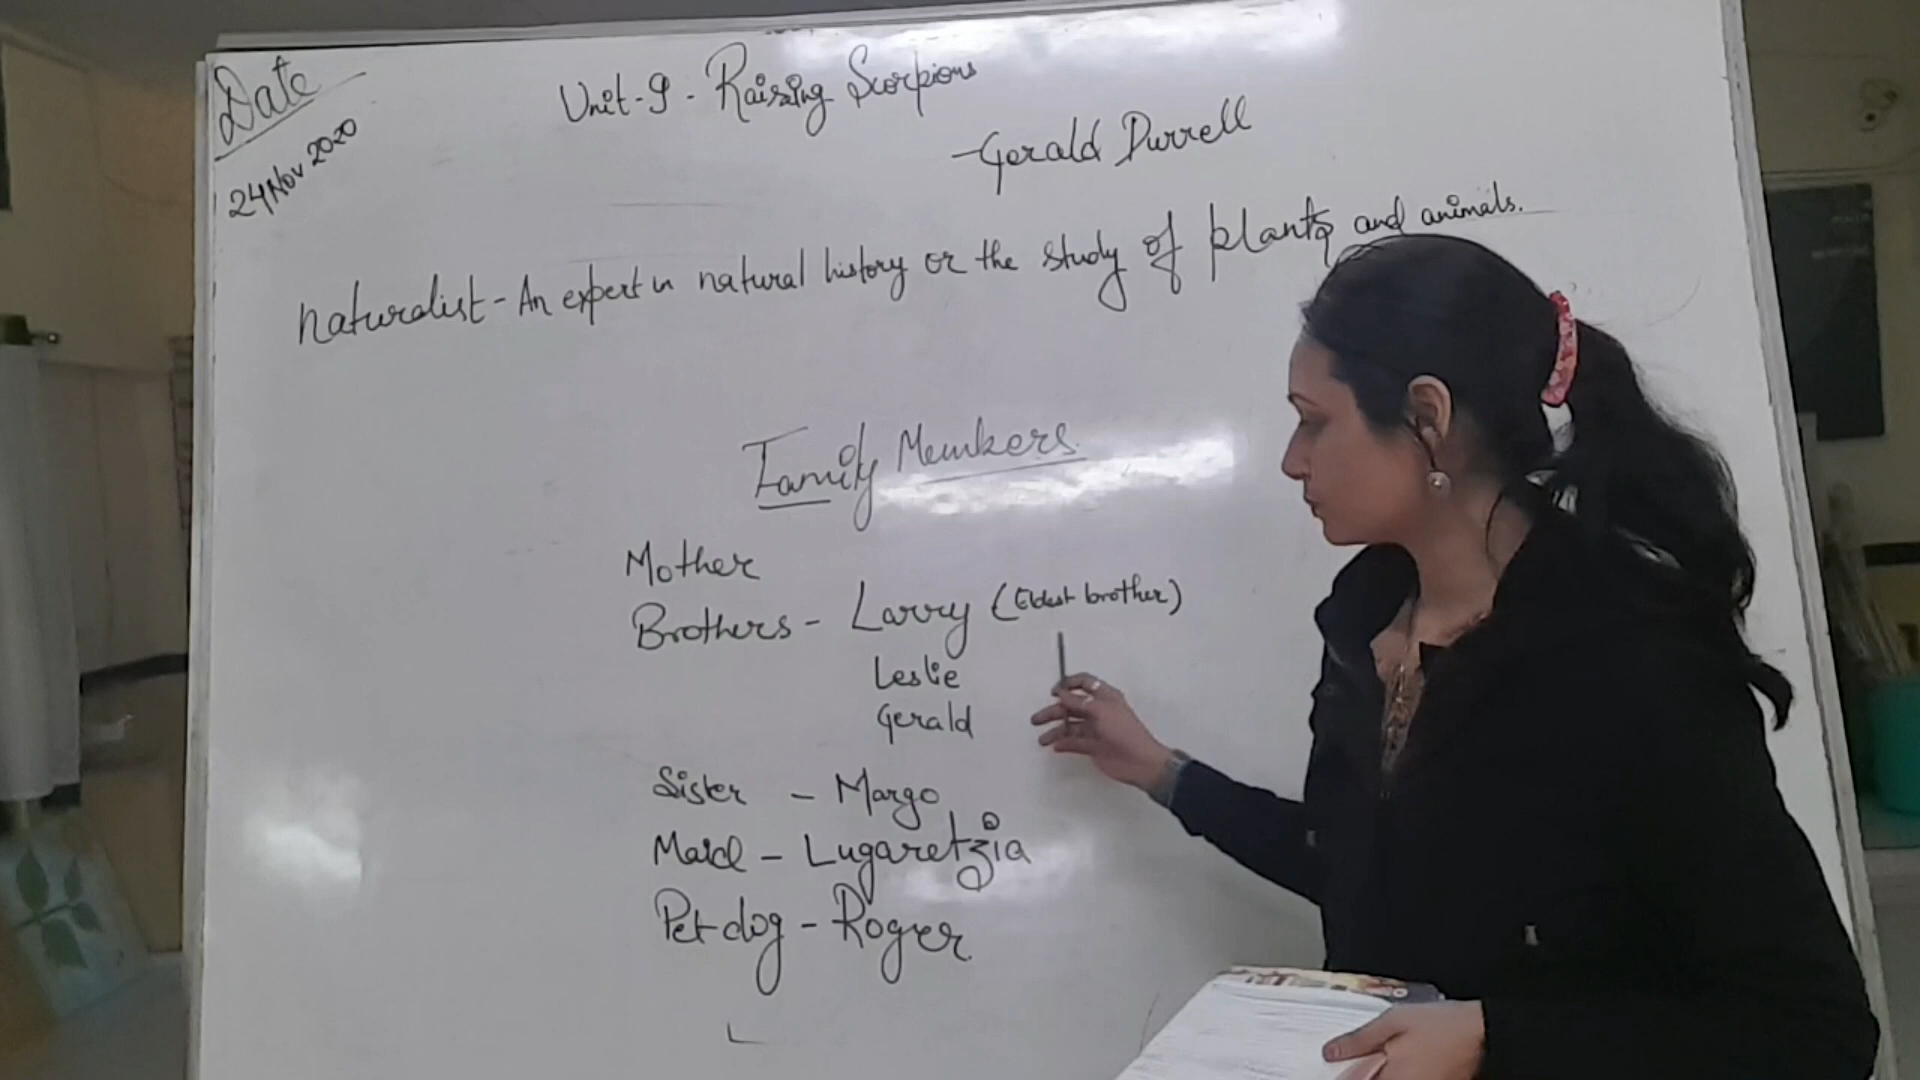 Date
24 Nov 2020
Unit-9 - Raising Scorpions
-Gerald Durrell
Naturalist - An expert in natural history or the study of plants and animals.
Family Members
Mother
Brothers - Larry (Eldest brother)
Leslie
Gerald
Sister - Margo
Maid - Lugaretzia
Pet dog - Roger